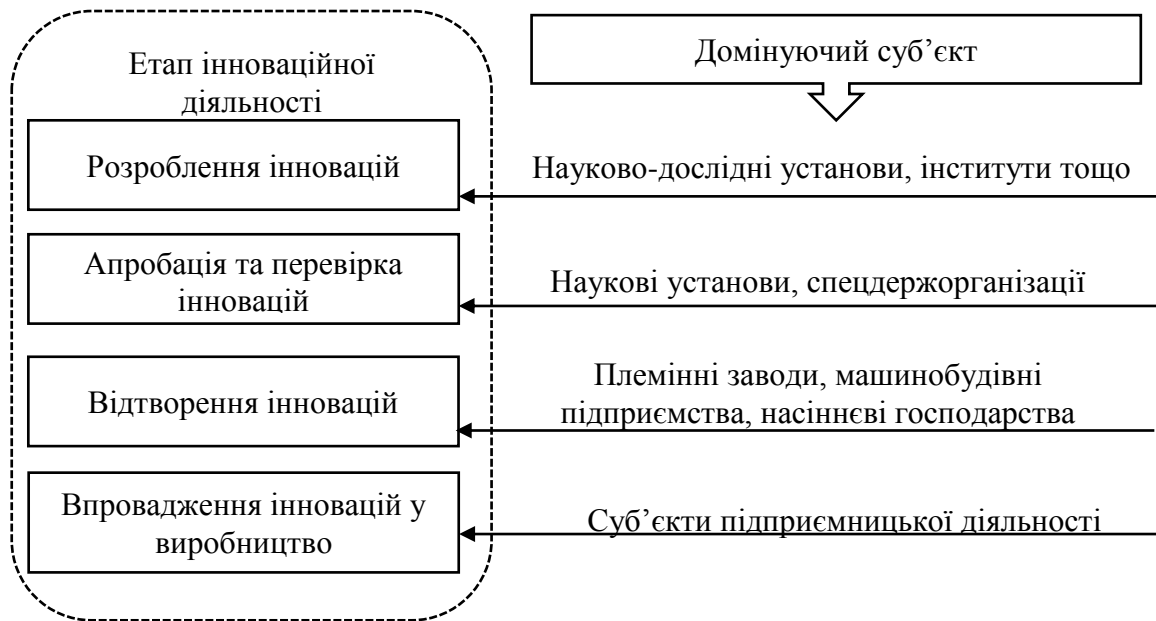 Етап інноваційної
діяльності
Домінуючий суб’єкт
Розроблення інновацій
Науково-дослідні установи, інститути тощо
Апробація та перевірка
інновацій
Наукові установи, спецдержорганізації
Відтворення інновацій
Племінні заводи, машинобудівні
підприємства, насіннєві господарства
Впровадження інновацій у
виробництво
Суб’єкти підприємницької діяльності